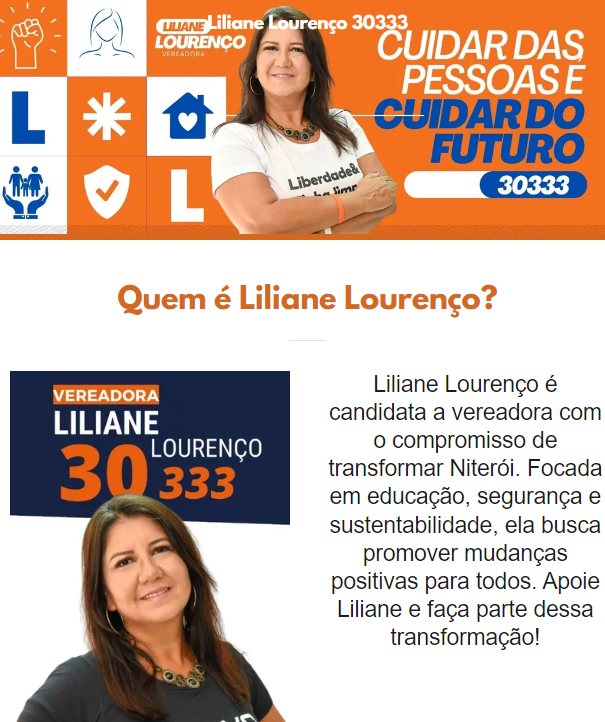 Liliane Lourenço 30333
LILIANE
LOURENÇO
VEREADORA
CUIDAR DAS
PESSOAS É
CUIDAR DO
FUTURO
30333
L
L
Liberdade&
Quem é Liliane Lourenço?
VEREADORA
LILIANE
LOURENÇO
30 333
Liliane Lourenço é
candidata a vereadora com
o compromisso de
transformar Niterói. Focada
em educação, segurança e
sustentabilidade, ela busca
promover mudanças
positivas para todos. Apoie
Liliane e faça parte dessa
transformação!